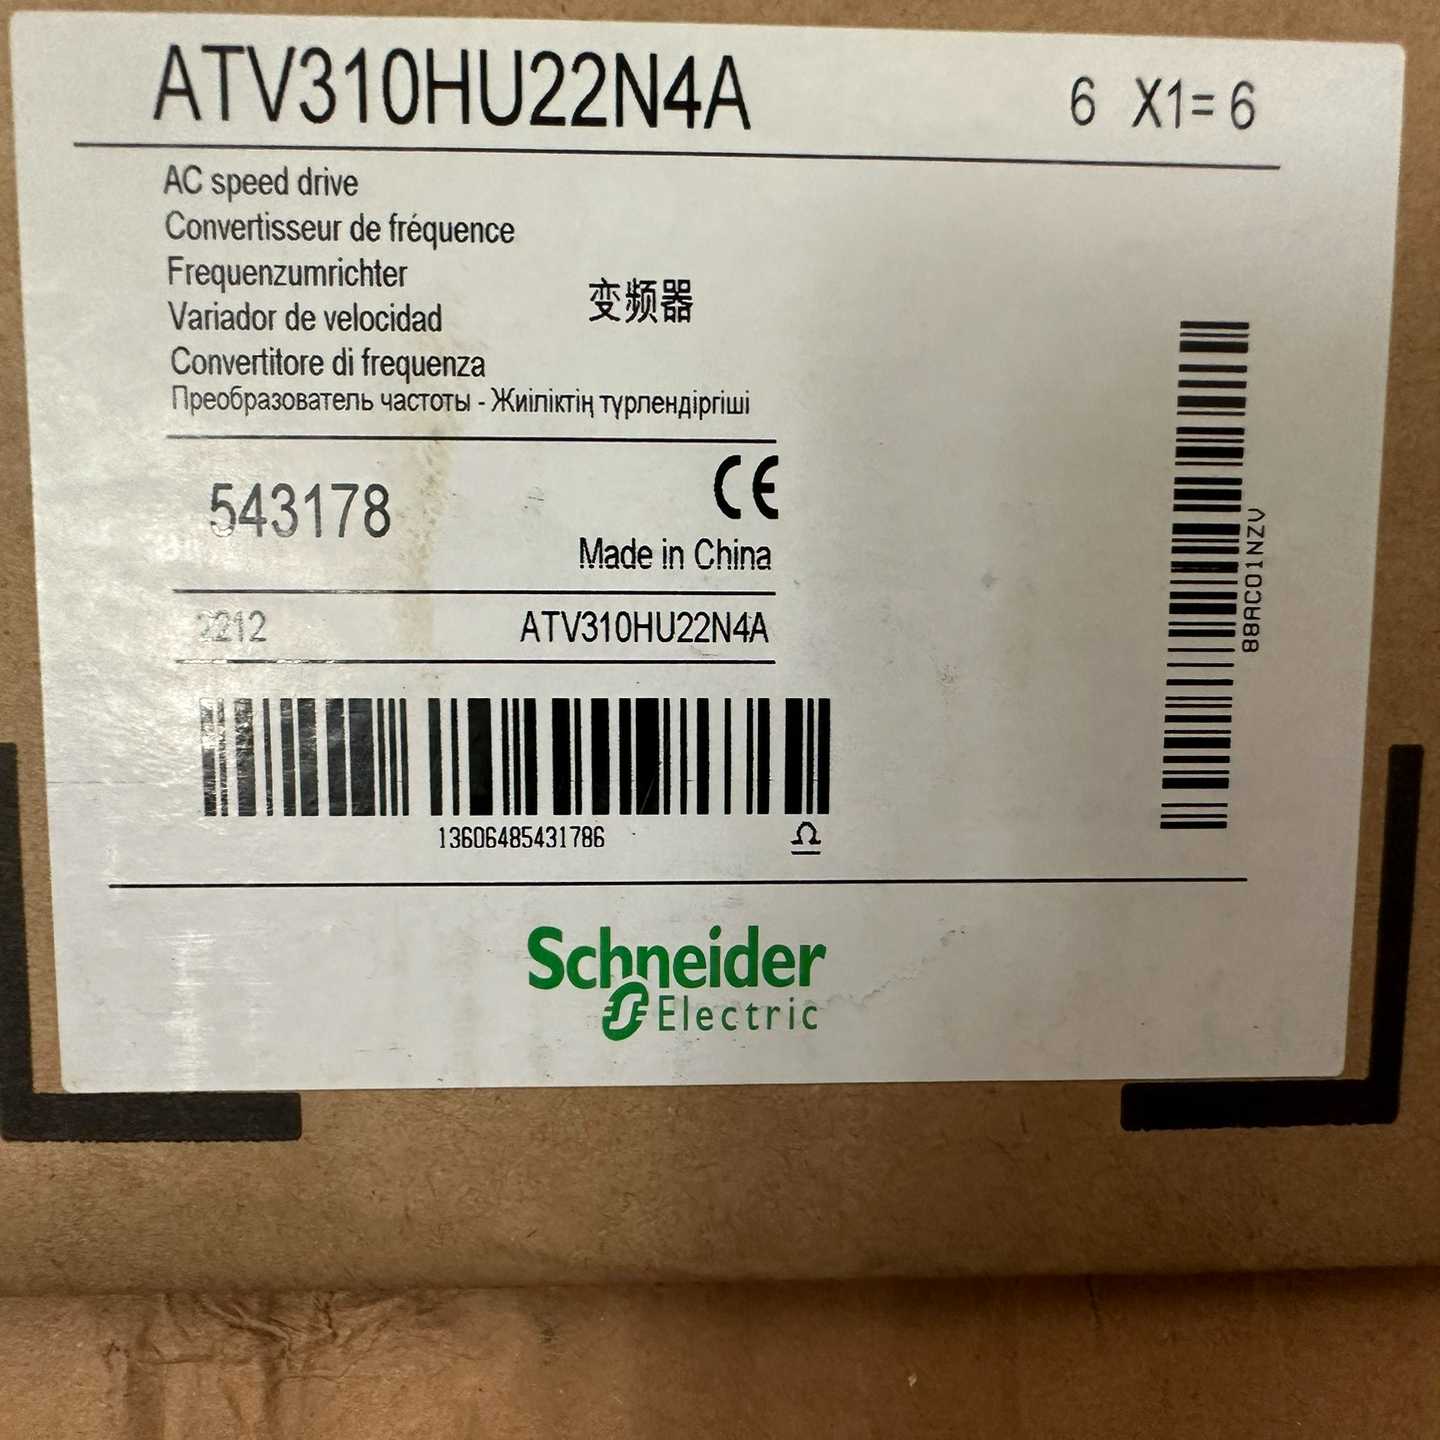 ATV310HU22N4A 6 X1= 6
AC speed drive
Convertisseur de fréquence
Frequenzumrichter
变频器
Variador de velocidad
Convertitore di frequenza
Преобразователь частоты - Жиіліктің түрлендіргіші
543178
CE
Made in China
2212 ATV310HU22N4A
13606485431786
88AC01NZV
Schneider
Electric